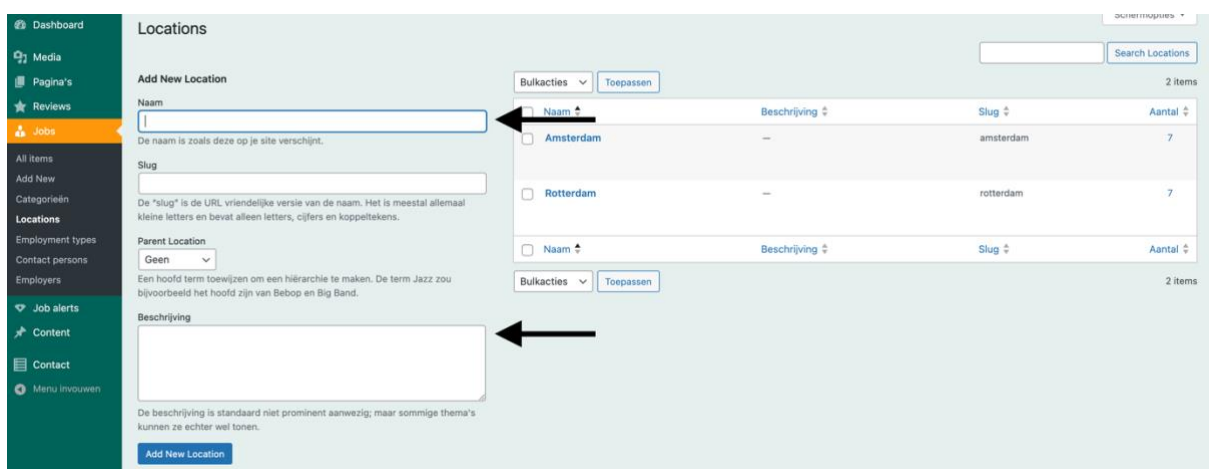 Dashboard
Media
Pagina's
Reviews
Jobs
All items
Add New
Categorieën
Locations
Employment types
Contact persons
Employers
Job alerts
Content
Contact
Menu invouwen
Locations
Add New Location
Naam
De naam is zoals deze op je site verschijnt.
Slug
De "slug" is de URL vriendelijke versie van de naam. Het is meestal allemaal
kleine letters en bevat alleen letters, cijfers en koppeltekens.
Parent Location
Geen
Een hoofd term toewijzen om een hiërarchie te maken. De term Jazz zou
bijvoorbeeld het hoofd zijn van Bebop en Big Band.
Beschrijving
De beschrijving is standaard niet prominent aanwezig; maar sommige thema's
kunnen ze echter wel tonen.
Add New Location
Schermopties
Search Locations
Bulkacties Toepassen 2 items
Naam Beschrijving Slug Aantal
Amsterdam — amsterdam 7
Rotterdam — rotterdam 7
Naam Beschrijving Slug Aantal
Bulkacties Toepassen 2 items